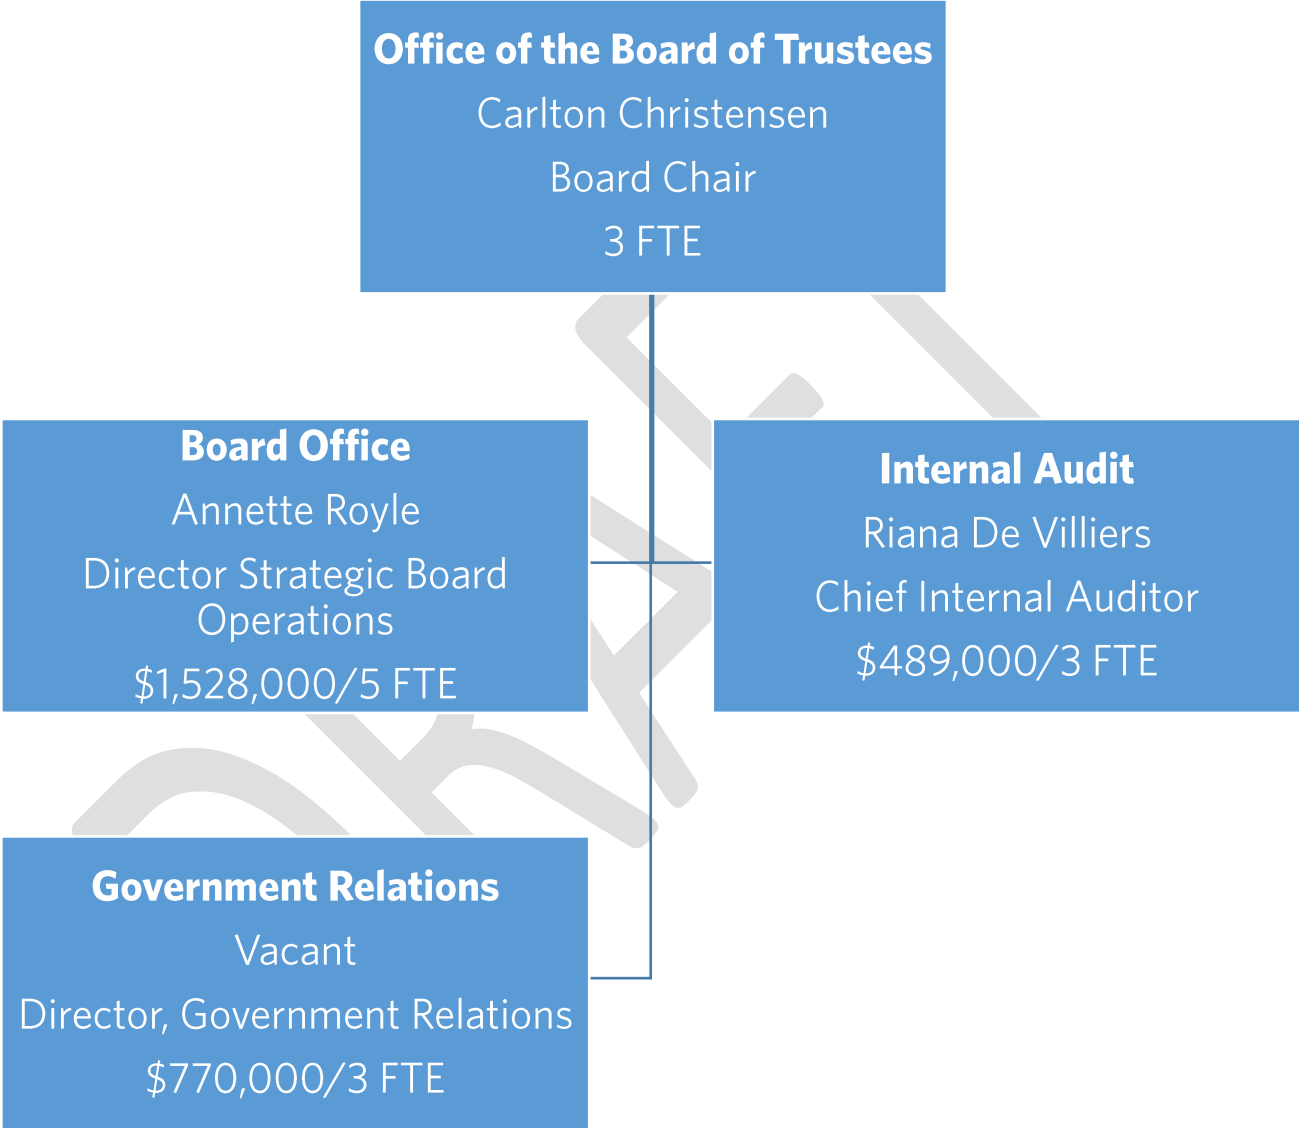 Office of the Board of Trustees
Carlton Christensen
Board Chair
3 FTE
Board Office
Annette Royle
Director Strategic Board
Operations
$1,528,000/5 FTE
Internal Audit
Riana De Villiers
Chief Internal Auditor
$489,000/3 FTE
Government Relations
Vacant
Director, Government Relations
$770,000/3 FTE
DRAFT